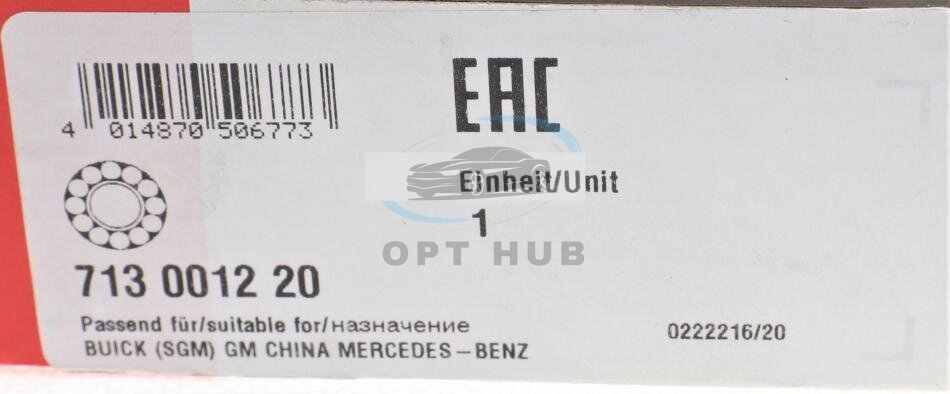 EAC
4 014870 506773
Einheit/Unit
1
OPT HUB
713 0012 20
Passend für/suitable for/назначение
0222216/20
BUICK (SGM) GM CHINA MERCEDES–BENZ